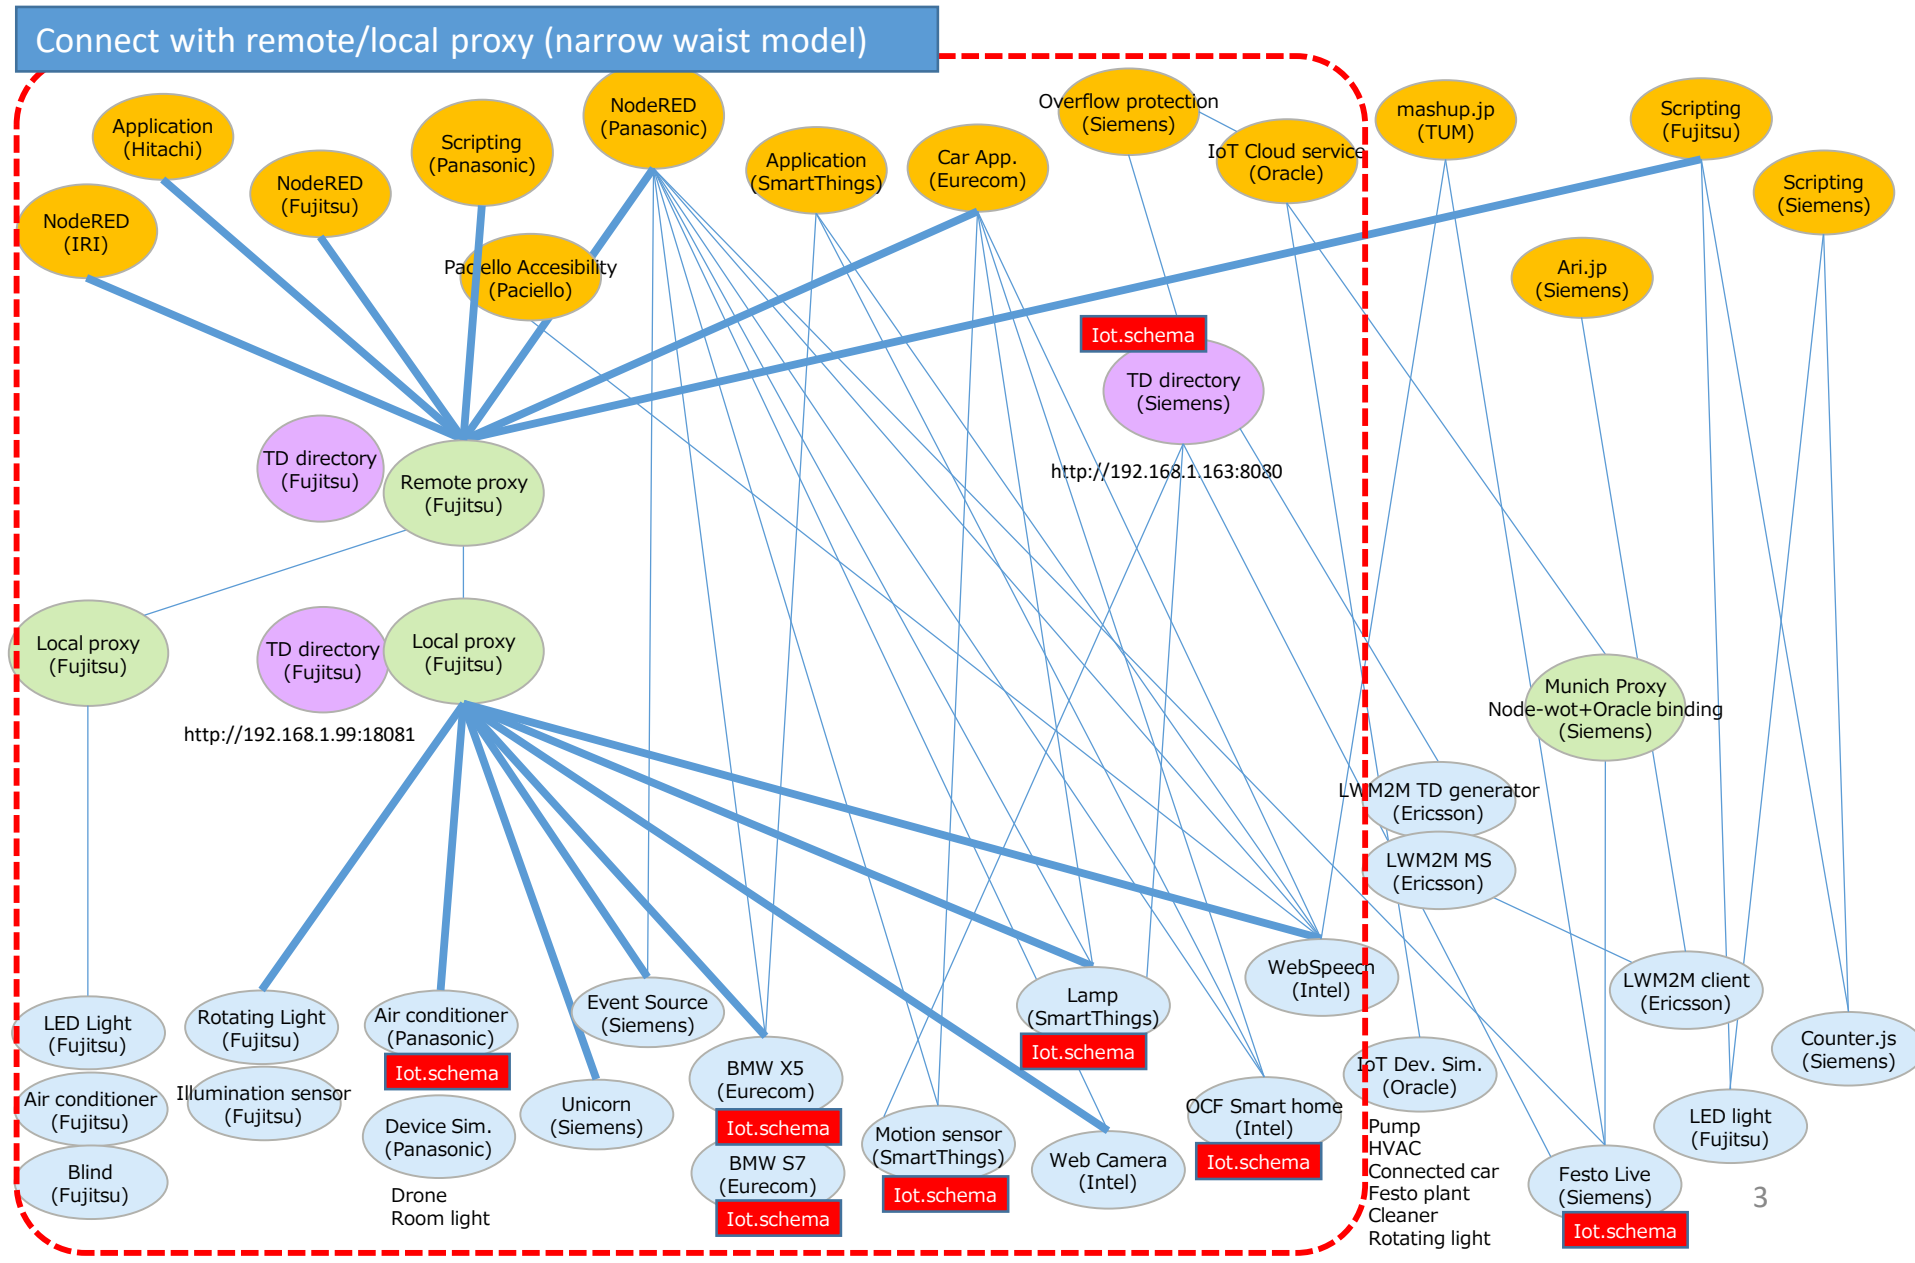 Connect with remote/local proxy (narrow waist model)
NodeRED
(Panasonic)
Overflow protection
(Siemens)
mashup.jp
(TUM)
Scripting
(Fujitsu)
Application
(Hitachi)
Scripting
(Panasonic)
Application
(SmartThings)
Car App.
(Eurecom)
IoT Cloud service
(Oracle)
NodeRED
(Fujitsu)
Scripting
(Siemens)
NodeRED
(IRI)
Paciello Accesibility
(Paciello)
Ari.jp
(Siemens)
Iot.schema
TD directory
(Siemens)
http://192.168.1.163:8080
TD directory
(Fujitsu)
Remote proxy
(Fujitsu)
Local proxy
(Fujitsu)
TD directory
(Fujitsu)
Local proxy
(Fujitsu)
http://192.168.1.99:18081
Munich Proxy
Node-wot+Oracle binding
(Siemens)
LWM2M TD generator
(Ericsson)
LWM2M MS
(Ericsson)
WebSpeech
(Intel)
LWM2M client
(Ericsson)
LED Light
(Fujitsu)
Rotating Light
(Fujitsu)
Air conditioner
(Panasonic)
Iot.schema
Event Source
(Siemens)
Lamp
(SmartThings)
Iot.schema
Counter.js
(Siemens)
BMW X5
(Eurecom)
Iot.schema
IoT Dev. Sim.
(Oracle)
Air conditioner
(Fujitsu)
Illumination sensor
(Fujitsu)
Device Sim.
(Panasonic)
Unicorn
(Siemens)
Motion sensor
(SmartThings)
Iot.schema
OCF Smart home
(Intel)
Iot.schema
LED light
(Fujitsu)
Blind
(Fujitsu)
Drone
Room light
BMW S7
(Eurecom)
Iot.schema
Web Camera
(Intel)
Pump
HVAC
Connected car
Festo plant
Cleaner
Rotating light
Festo Live
(Siemens)
Iot.schema
3